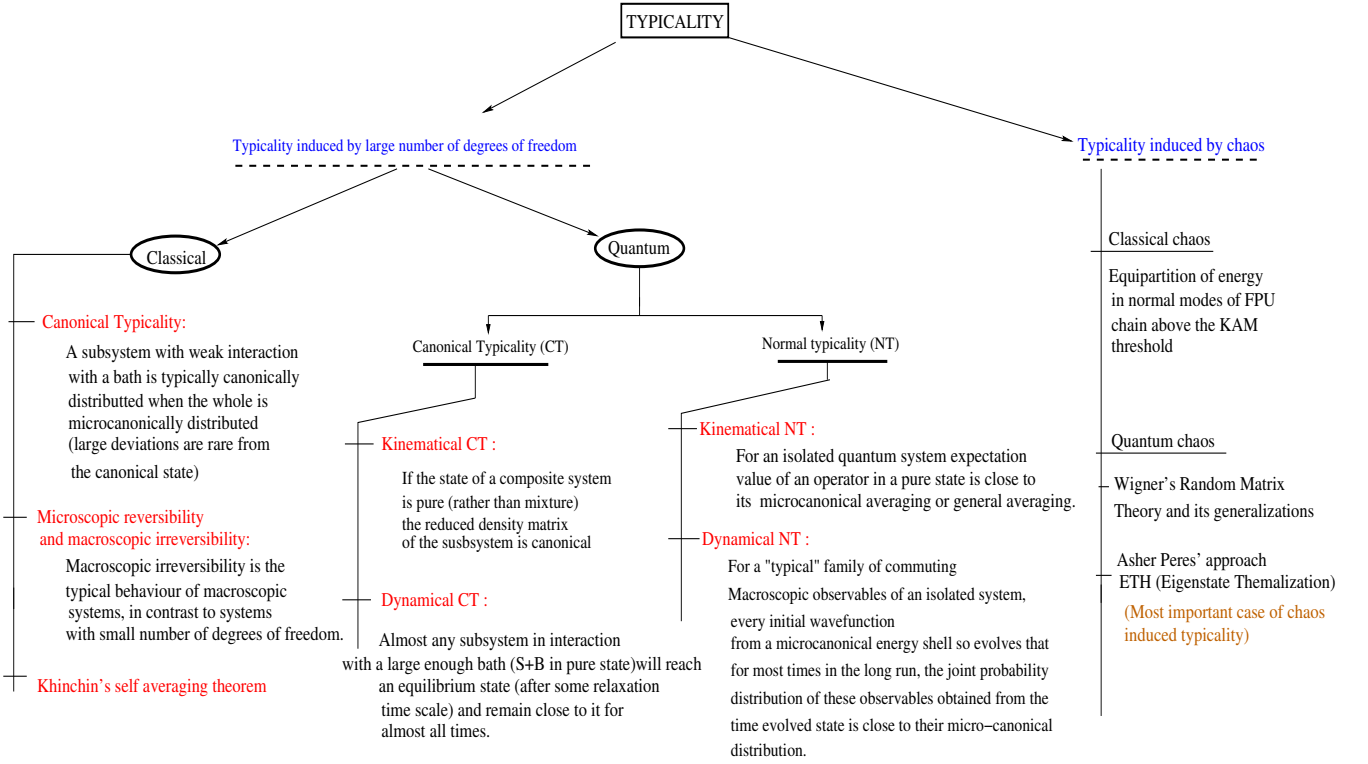 TYPICALITY
Typicality induced by large number of degrees of freedom
Typicality induced by chaos
Classical
Quantum
Canonical Typicality:
A subsystem with weak interaction
with a bath is typically canonically
distributted when the whole is
microcanonically distributed
(large deviations are rare from
the canonical state)
Microscopic reversibility
and macroscopic irreversibility:
Macroscopic irreversibility is the
typical behaviour of macroscopic
systems, in contrast to systems
with small number of degrees of freedom.
Khinchin's self averaging theorem
Canonical Typicality (CT)
Kinematical CT :
If the state of a composite system
is pure (rather than mixture)
the reduced density matrix
of the susbsystem is canonical
Dynamical CT :
Almost any subsystem in interaction
with a large enough bath (S+B in pure state)will reach
an equilibrium state (after some relaxation
time scale) and remain close to it for
almost all times.
Normal typicality (NT)
Kinematical NT :
For an isolated quantum system expectation
value of an operator in a pure state is close to
its microcanonical averaging or general averaging.
Dynamical NT :
For a "typical" family of commuting
Macroscopic observables of an isolated system,
every initial wavefunction
from a microcanonical energy shell so evolves that
for most times in the long run, the joint probability
distribution of these observables obtained from the
time evolved state is close to their micro−canonical
distribution.
Classical chaos
Equipartition of energy
in normal modes of FPU
chain above the KAM
threshold
Quantum chaos
Wigner's Random Matrix
Theory and its generalizations
Asher Peres' approach
ETH (Eigenstate Themalization)
(Most important case of chaos
induced typicality)